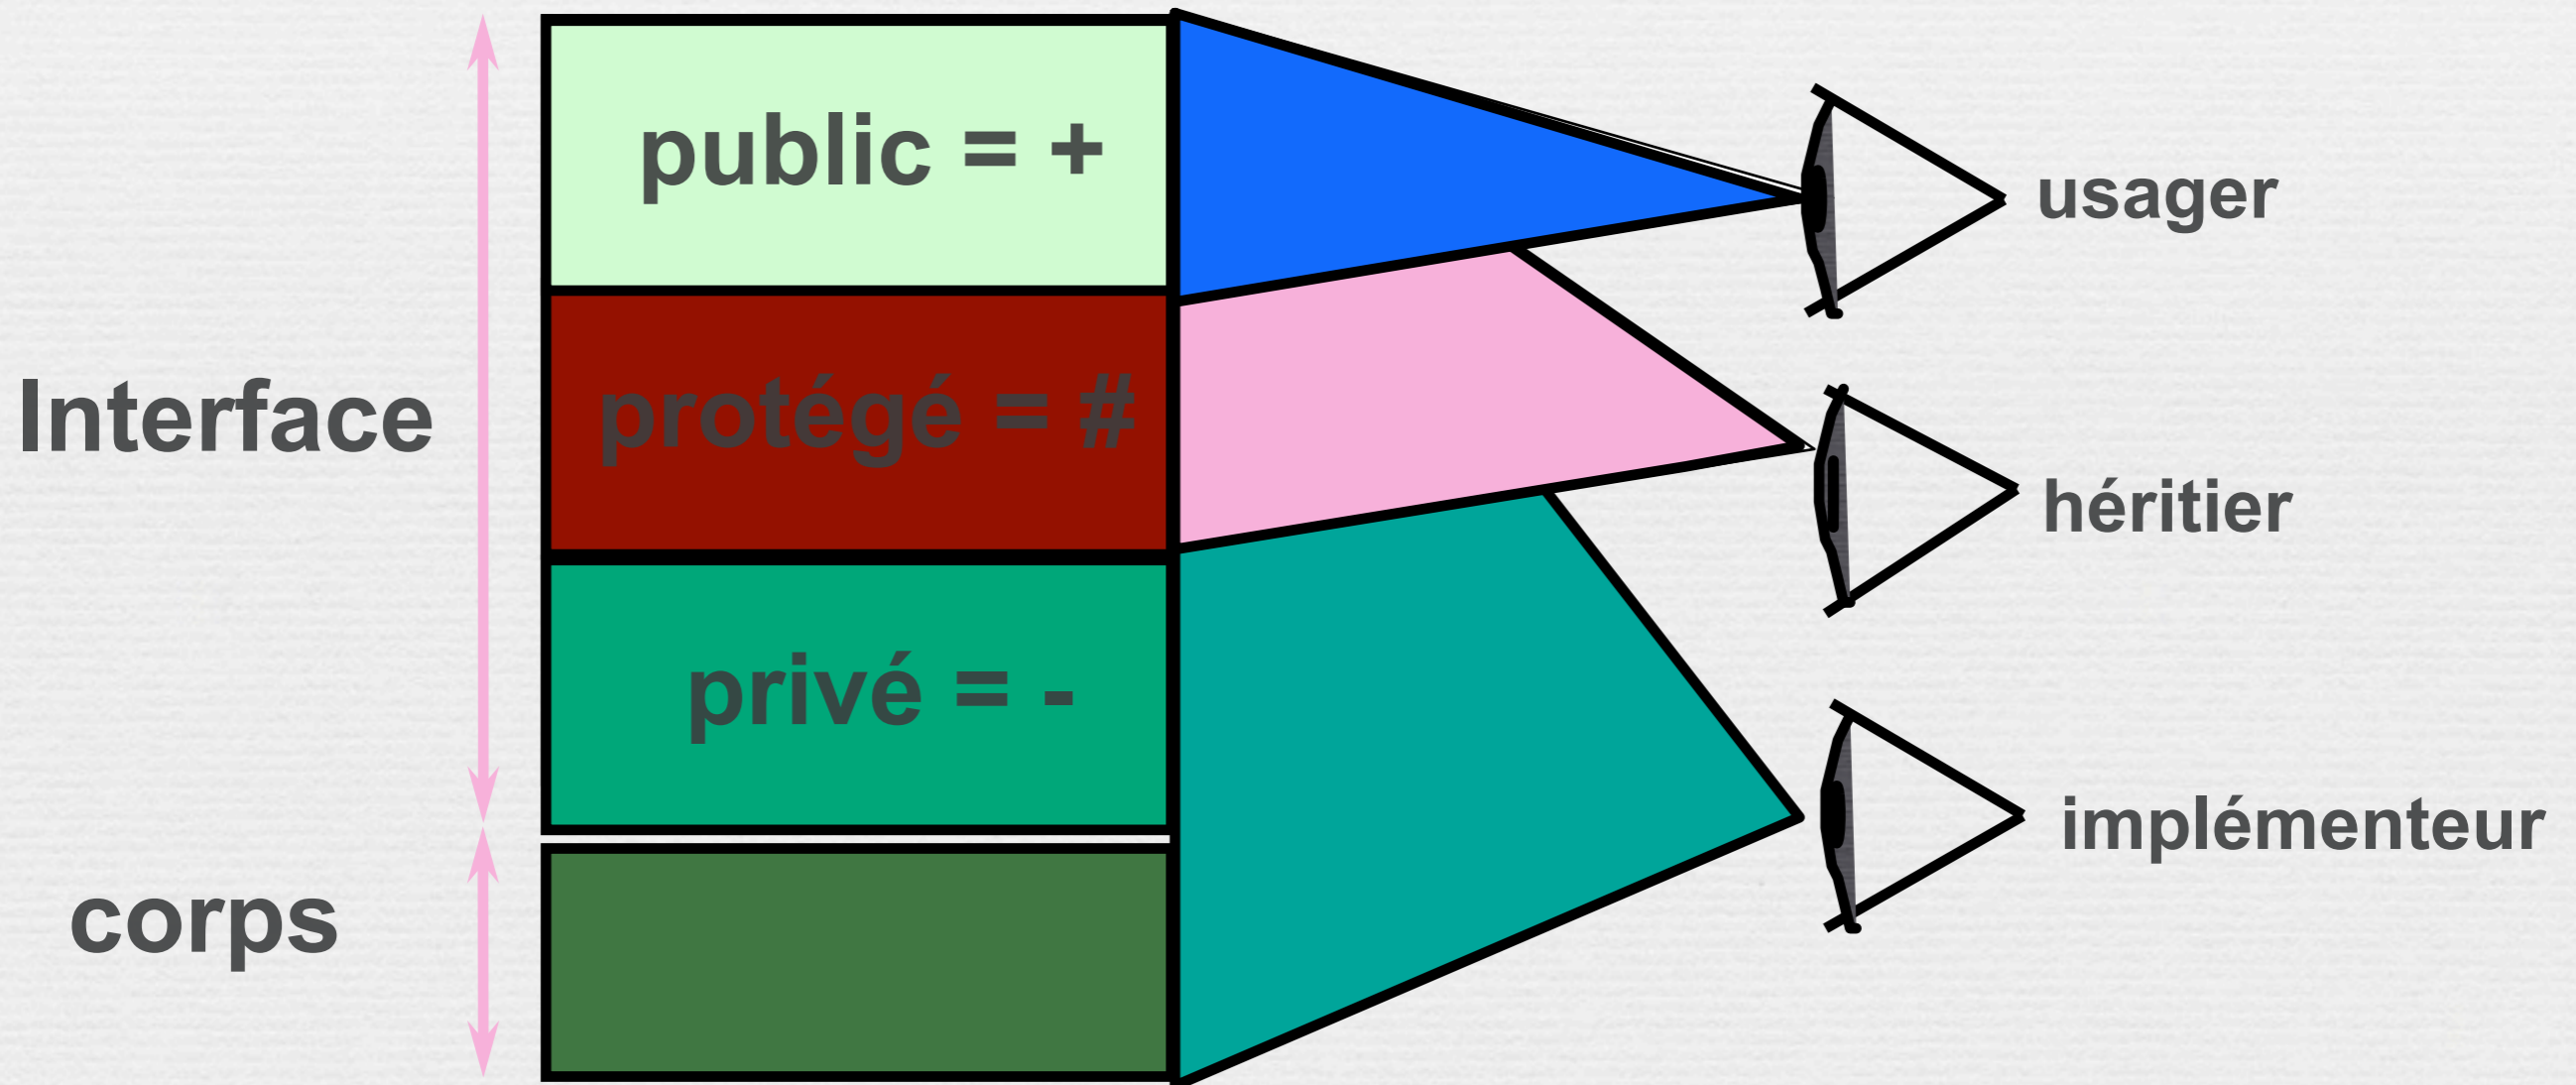 public = +
usager
Interface
protégé = #
héritier
privé = -
implémenteur
corps